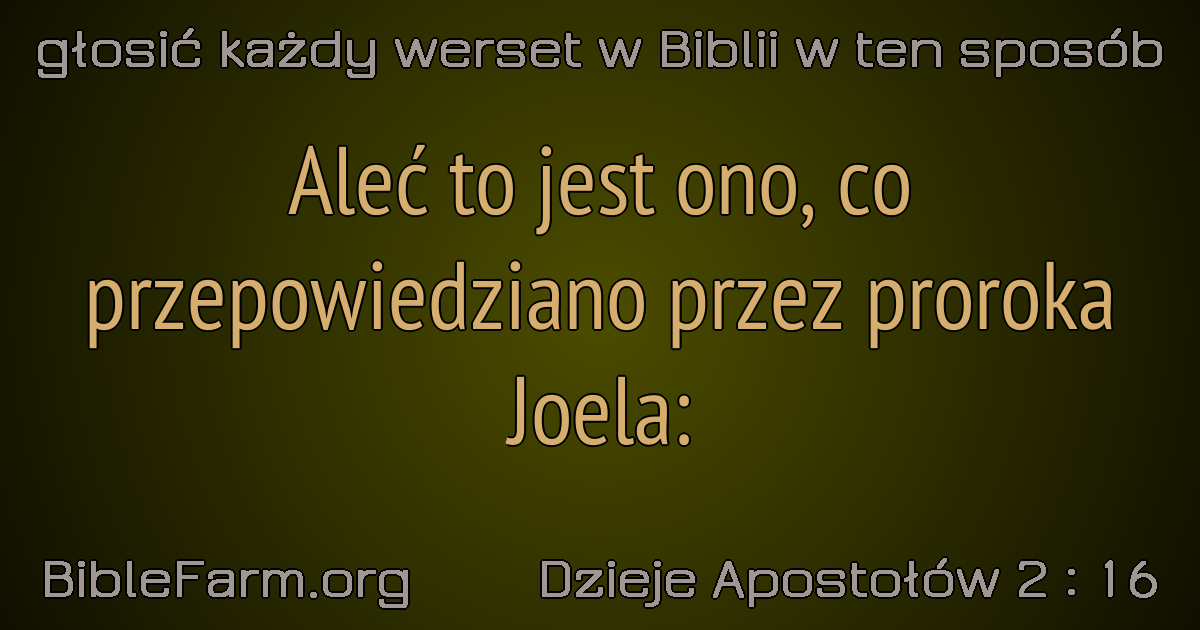 głosić każdy werset w Biblii w ten sposób
Aleć to jest ono, co
przepowiedziano przez proroka
Joela:
BibleFarm.org Dzieje Apostołów 2 : 16